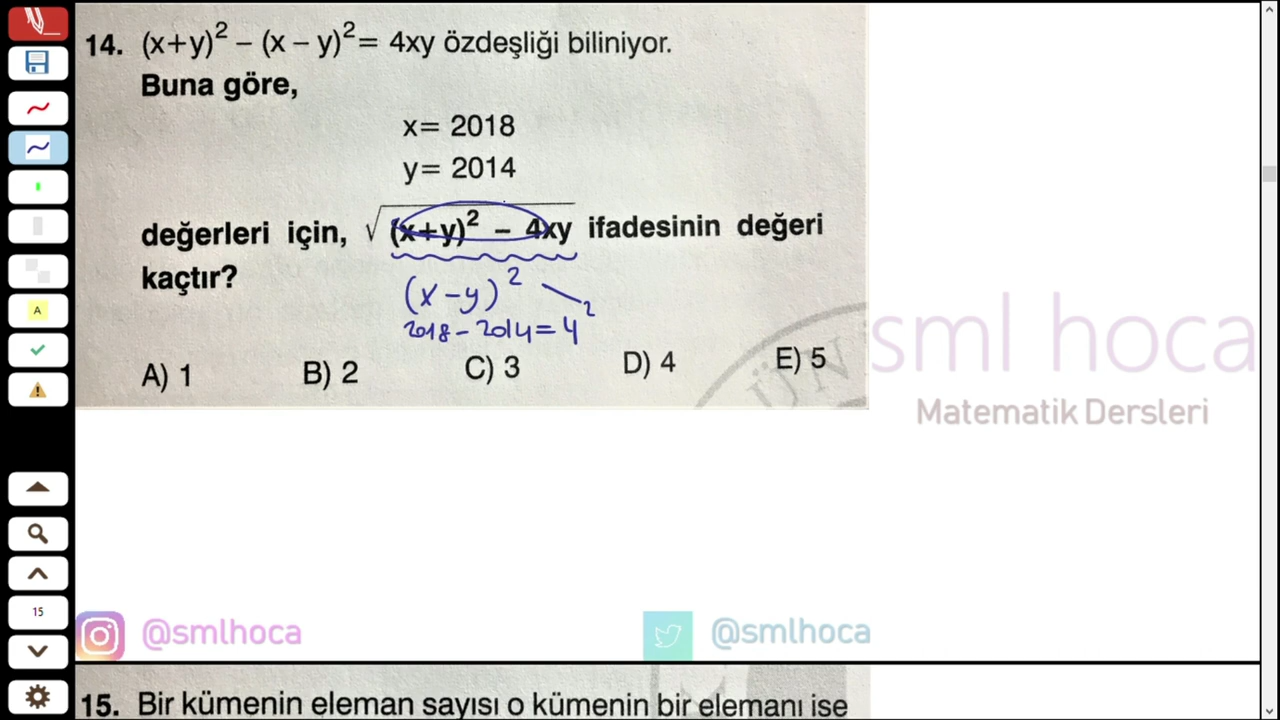 14. (x+y)² – (x – y)² = 4xy özdeşliği biliniyor.
Buna göre,
x= 2018
y= 2014
değerleri için, √(x+y)² – 4xy ifadesinin değeri
kaçtır?
(x-y)²
2018-2014=4²
A) 1 B) 2 C) 3 D) 4 E) 5
ÜN
sml hoca
Matematik Dersleri
A
15
@smlhoca @smlhoca
15. Bir kümenin eleman sayısı o kümenin bir elemanı ise